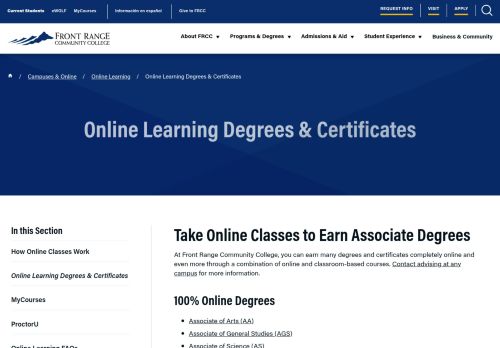 Current Students eWOLF MyCourses Información en español Give to FRCC REQUEST INFO VISIT APPLY
FRONT RANGE
COMMUNITY COLLEGE
About FRCC Programs & Degrees Admissions & Aid Student Experience Business & Community
/ Campuses & Online / Online Learning / Online Learning Degrees & Certificates
Online Learning Degrees & Certificates
In this Section
How Online Classes Work
Online Learning Degrees & Certificates
MyCourses
ProctorU
Online Learning FAQs
Take Online Classes to Earn Associate Degrees
At Front Range Community College, you can earn many degrees and certificates completely online and
even more through a combination of online and classroom-based courses. Contact advising at any
campus for more information.
100% Online Degrees
Associate of Arts (AA)
Associate of General Studies (AGS)
Associate of Science (AS)